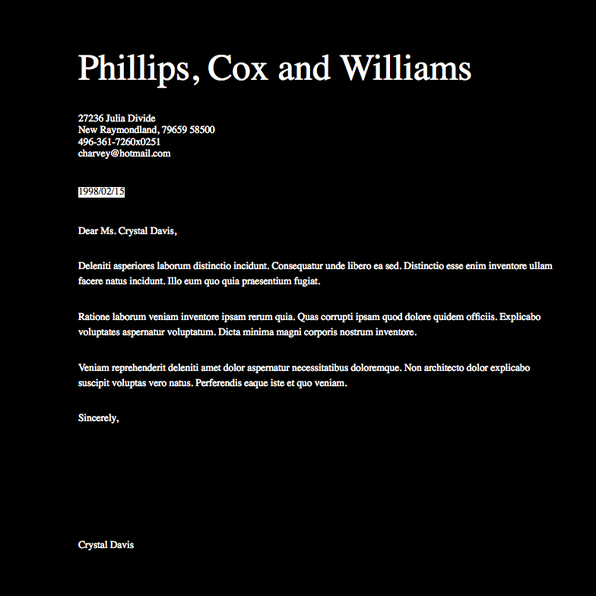 Phillips, Cox and Williams
27236 Julia Divide
New Raymondland, 79659 58500
496-361-7260x0251
charvey@hotmail.com
1998/02/15
Dear Ms. Crystal Davis,
Deleniti asperiores laborum distinctio incidunt. Consequatur unde libero ea sed. Distinctio esse enim inventore ullam
facere natus incidunt. Illo eum quo quia praesentium fugiat.
Ratione laborum veniam inventore ipsam rerum quia. Quas corrupti ipsam quod dolore quidem officiis. Explicabo
voluptates aspernatur voluptatum. Dicta minima magni corporis nostrum inventore.
Veniam reprehenderit deleniti amet dolor aspernatur necessitatibus doloremque. Non architecto dolor explicabo
suscipit voluptas vero natus. Perferendis eaque iste et quo veniam.
Sincerely,
Crystal Davis